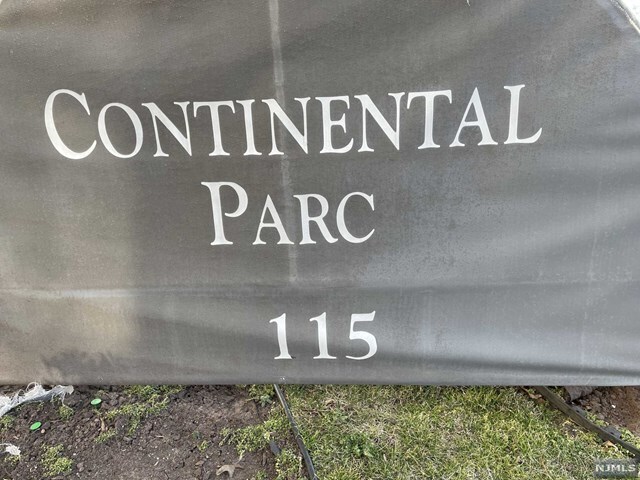 CONTINENTAL
PARC
115
NJMLS